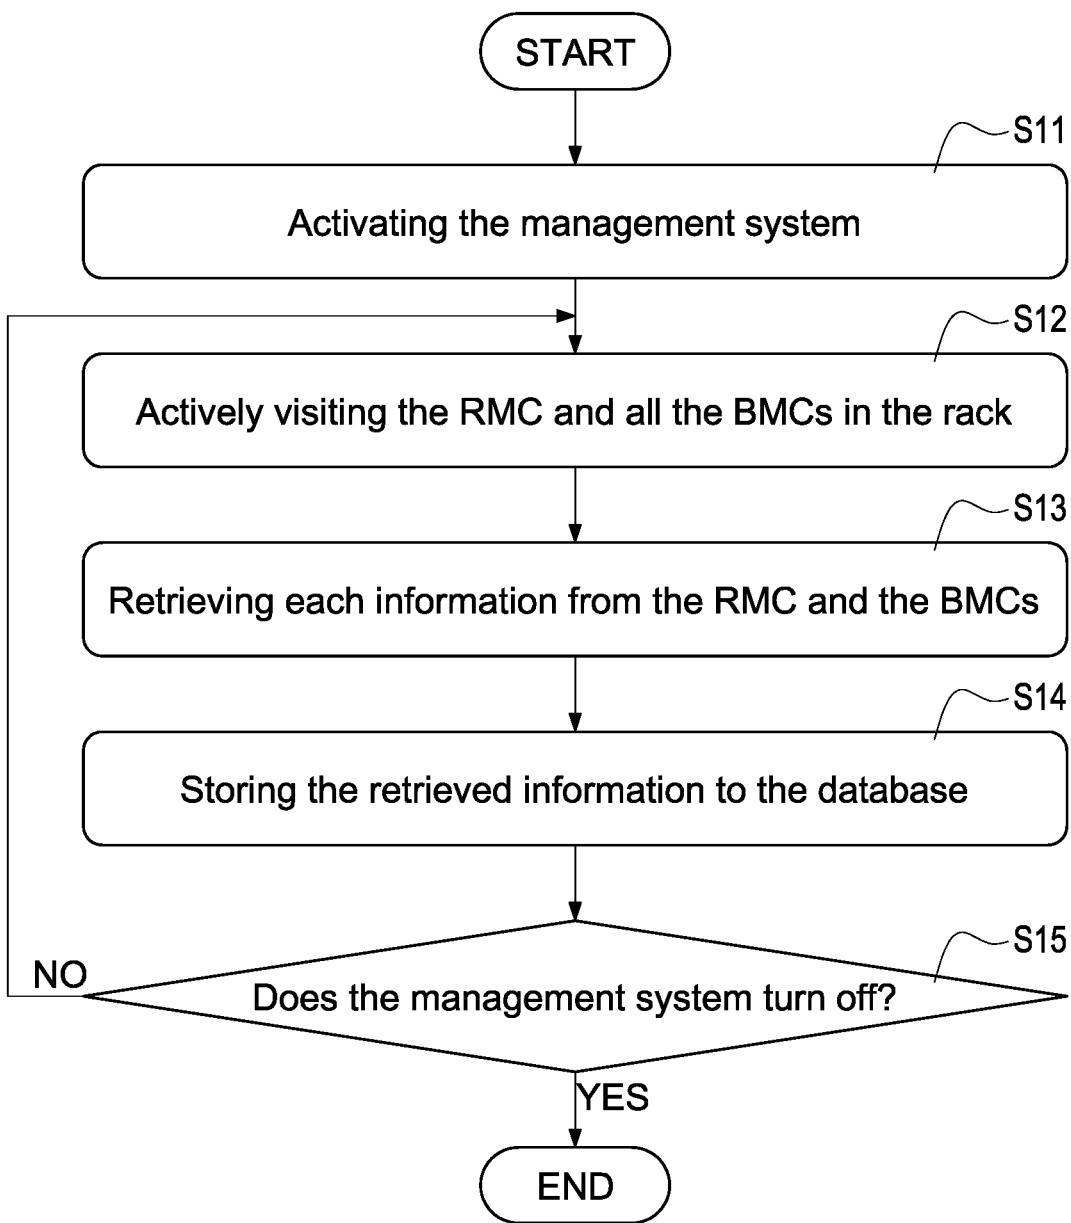 START
S11
Activating the management system
S12
Actively visiting the RMC and all the BMCs in the rack
S13
Retrieving each information from the RMC and the BMCs
S14
Storing the retrieved information to the database
S15
NO
Does the management system turn off?
YES
END